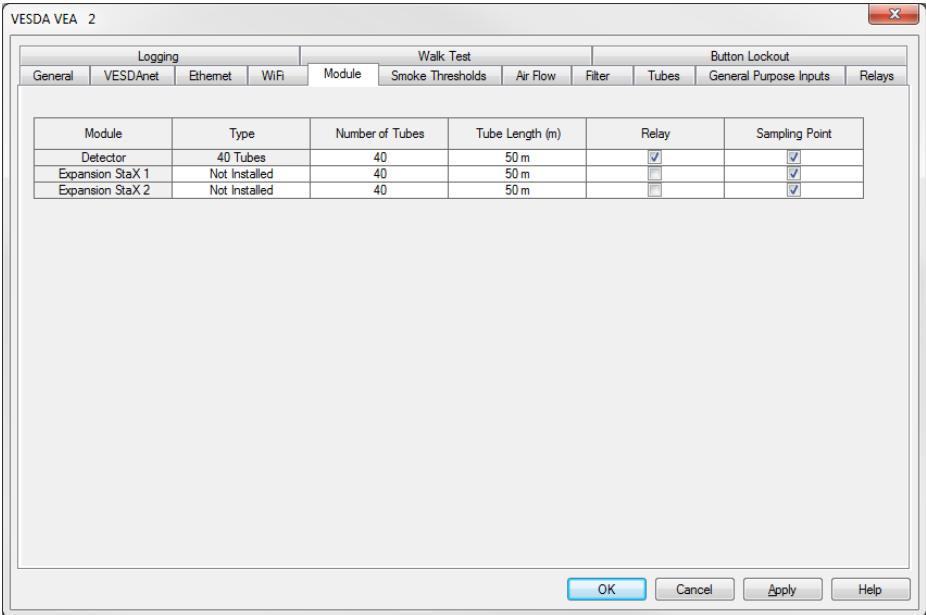 VESDA VEA 2
Logging Walk Test Button Lockout
General VESDAnet Ethernet WiFi Module Smoke Thresholds Air Flow Filter Tubes General Purpose Inputs Relays
Module Type Number of Tubes Tube Length (m) Relay Sampling Point
Detector 40 Tubes 40 50 m
Expansion StaX 1 Not Installed 40 50 m
Expansion StaX 2 Not Installed 40 50 m
OK Cancel Apply Help